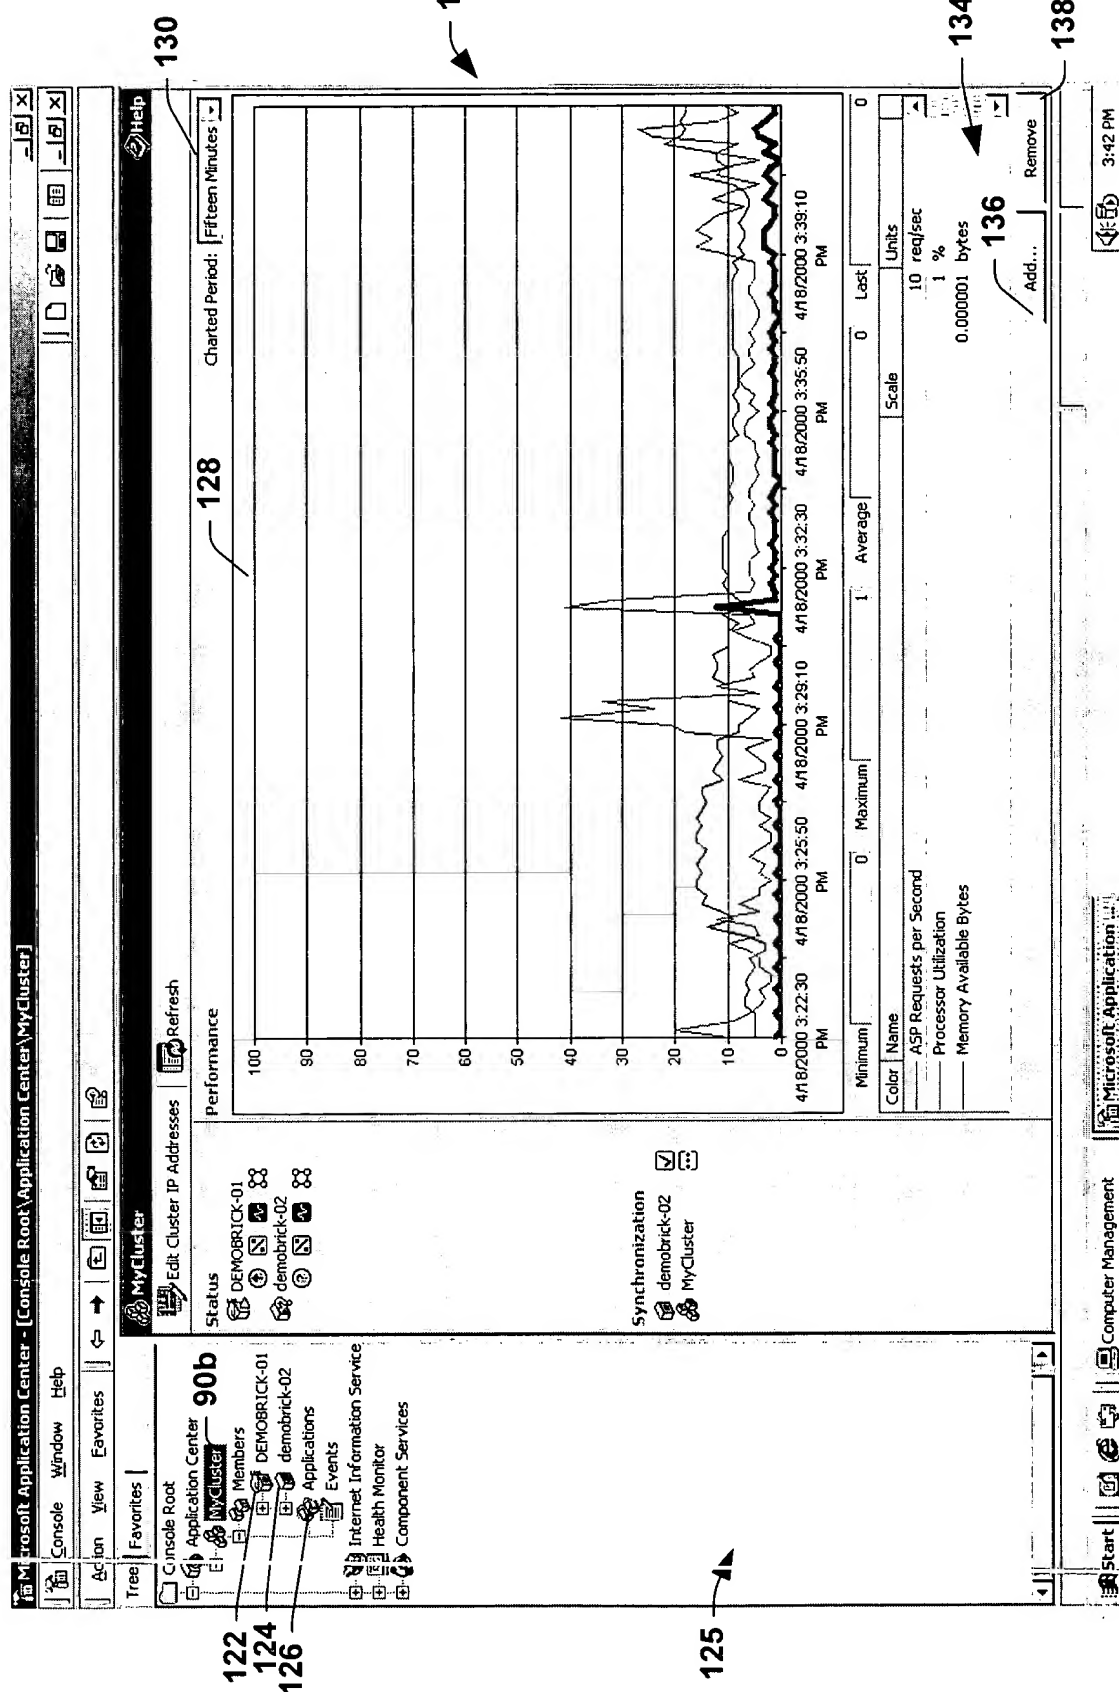 Microsoft Application Center - [Console Root\Application Center\MyCluster]
Console Window Help
Action View Favorites
Tree Favorites
Console Root
Application Center
MyCluster
Members
DEMOBRICK-01
demobrick-02
Applications
Events
Internet Information Service
Health Monitor
Component Services
90b
122
124
126
125
MyCluster
Help
Edit Cluster IP Addresses Refresh
Status
DEMOBRICK-01
demobrick-02
Synchronization
demobrick-02
MyCluster
Performance
Charted Period: Fifteen Minutes
128
130
100
90
80
70
60
50
40
30
20
10
0
4/18/2000 3:22:30 PM
4/18/2000 3:25:50 PM
4/18/2000 3:29:10 PM
4/18/2000 3:32:30 PM
4/18/2000 3:35:50 PM
4/18/2000 3:39:10 PM
Minimum 0 Maximum 1 Average 0 Last 0
Color Name Scale Units
ASP Requests per Second 10 req/sec
Processor Utilization 1 %
Memory Available Bytes 0.000001 bytes
134
136
138
Add... Remove
Start Computer Management Microsoft Application ... 3:42 PM